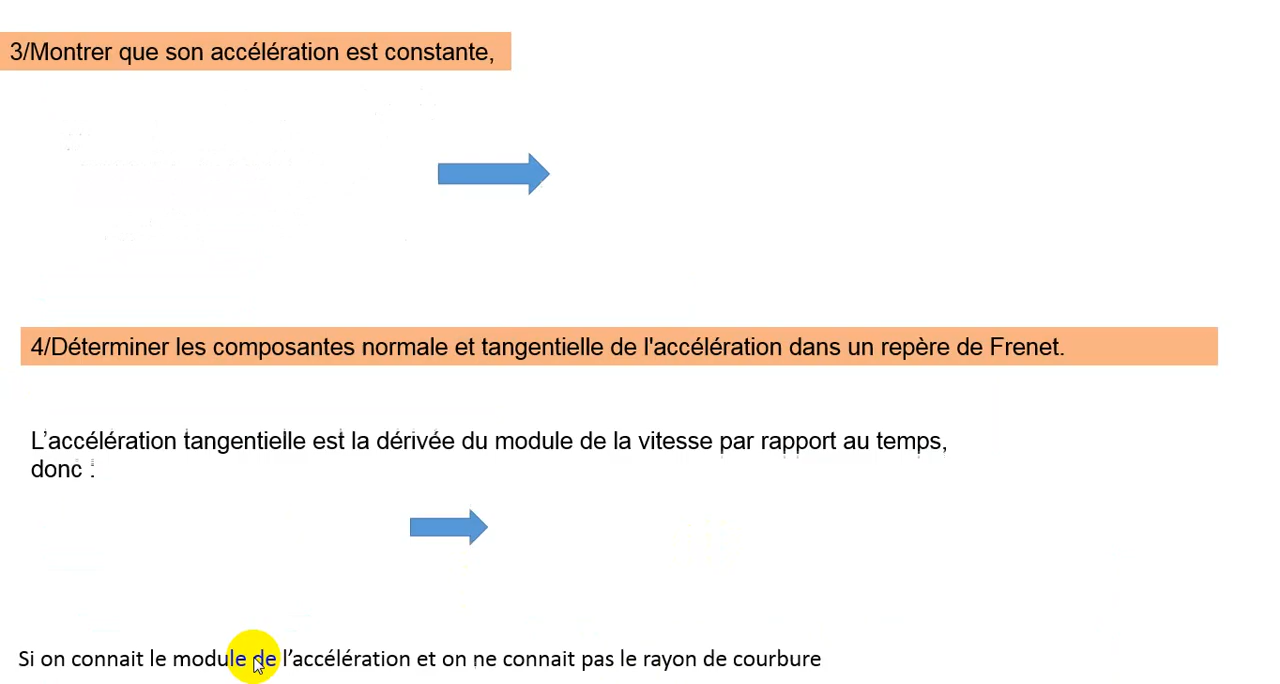 3/Montrer que son accélération est constante,
4/Déterminer les composantes normale et tangentielle de l'accélération dans un repère de Frenet.
L’accélération tangentielle est la dérivée du module de la vitesse par rapport au temps,
donc :
Si on connait le module de l’accélération et on ne connait pas le rayon de courbure